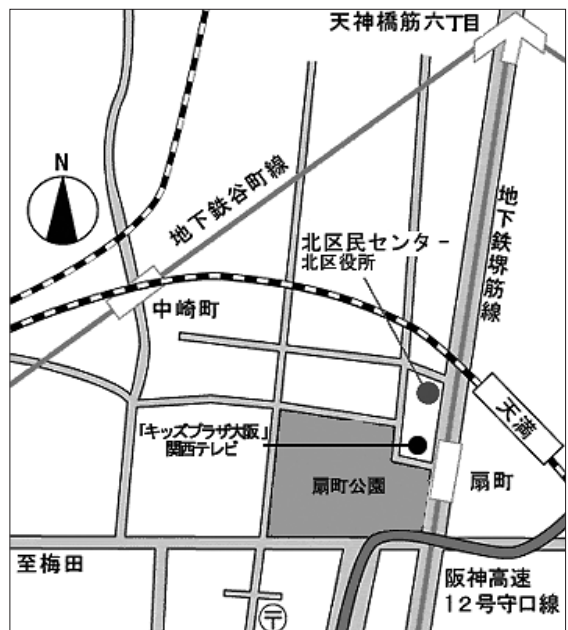 天神橋筋六丁目
N
地下鉄谷町線
地下鉄堺筋線
北区民センター
北区役所
中崎町
天満
「キッズプラザ大阪」
関西テレビ
扇町公園
扇町
至梅田
阪神高速
12号守口線
〒